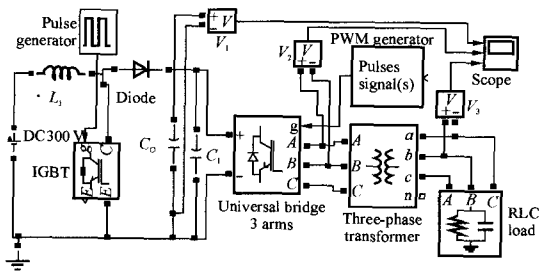 Pulse
generator
V
+ −
V1
V2
V
+ −
PWM generator
Pulses
signal(s)
Scope
V
+ −
V3
L1
Diode
DC300 V
IGBT
g C
E E
C0
C1
+
−
g
A
B
C
Universal bridge
3 arms
A
B
C
a
b
c
n
Three-phase
transformer
A B C
RLC
load